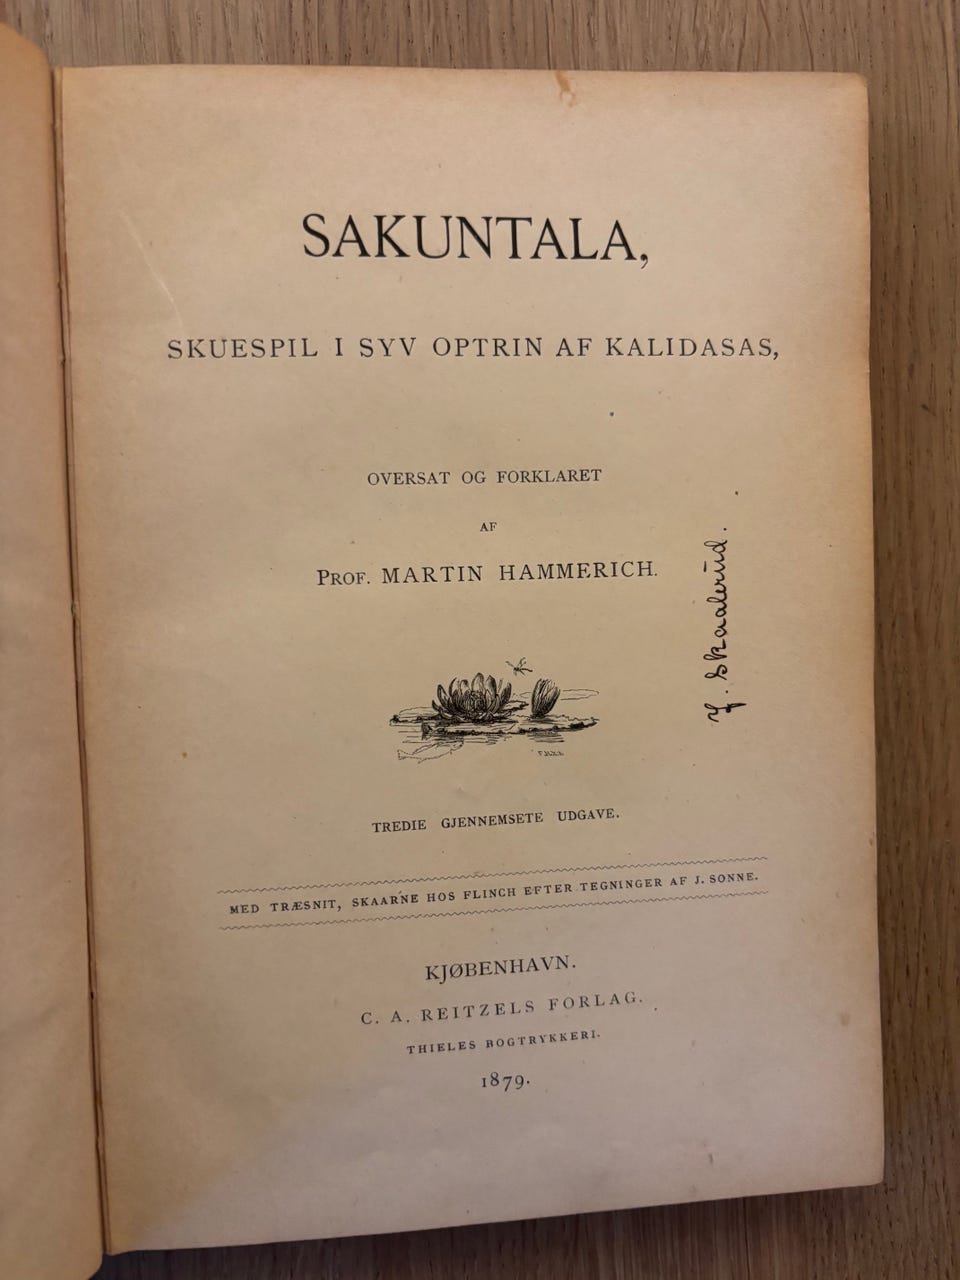 SAKUNTALA,
SKUESPIL I SYV OPTRIN AF KALIDASAS,
OVERSAT OG FORKLARET
AF
PROF. MARTIN HAMMERICH.
Skaalerud.
TREDIE GJENNEMSETE UDGAVE.
MED TRÆSNIT, SKAARNE HOS FLINCH EFTER TEGNINGER AF J. SONNE.
KJØBENHAVN.
C. A. REITZELS FORLAG.
THIELES BOGTRYKKERI.
1879.